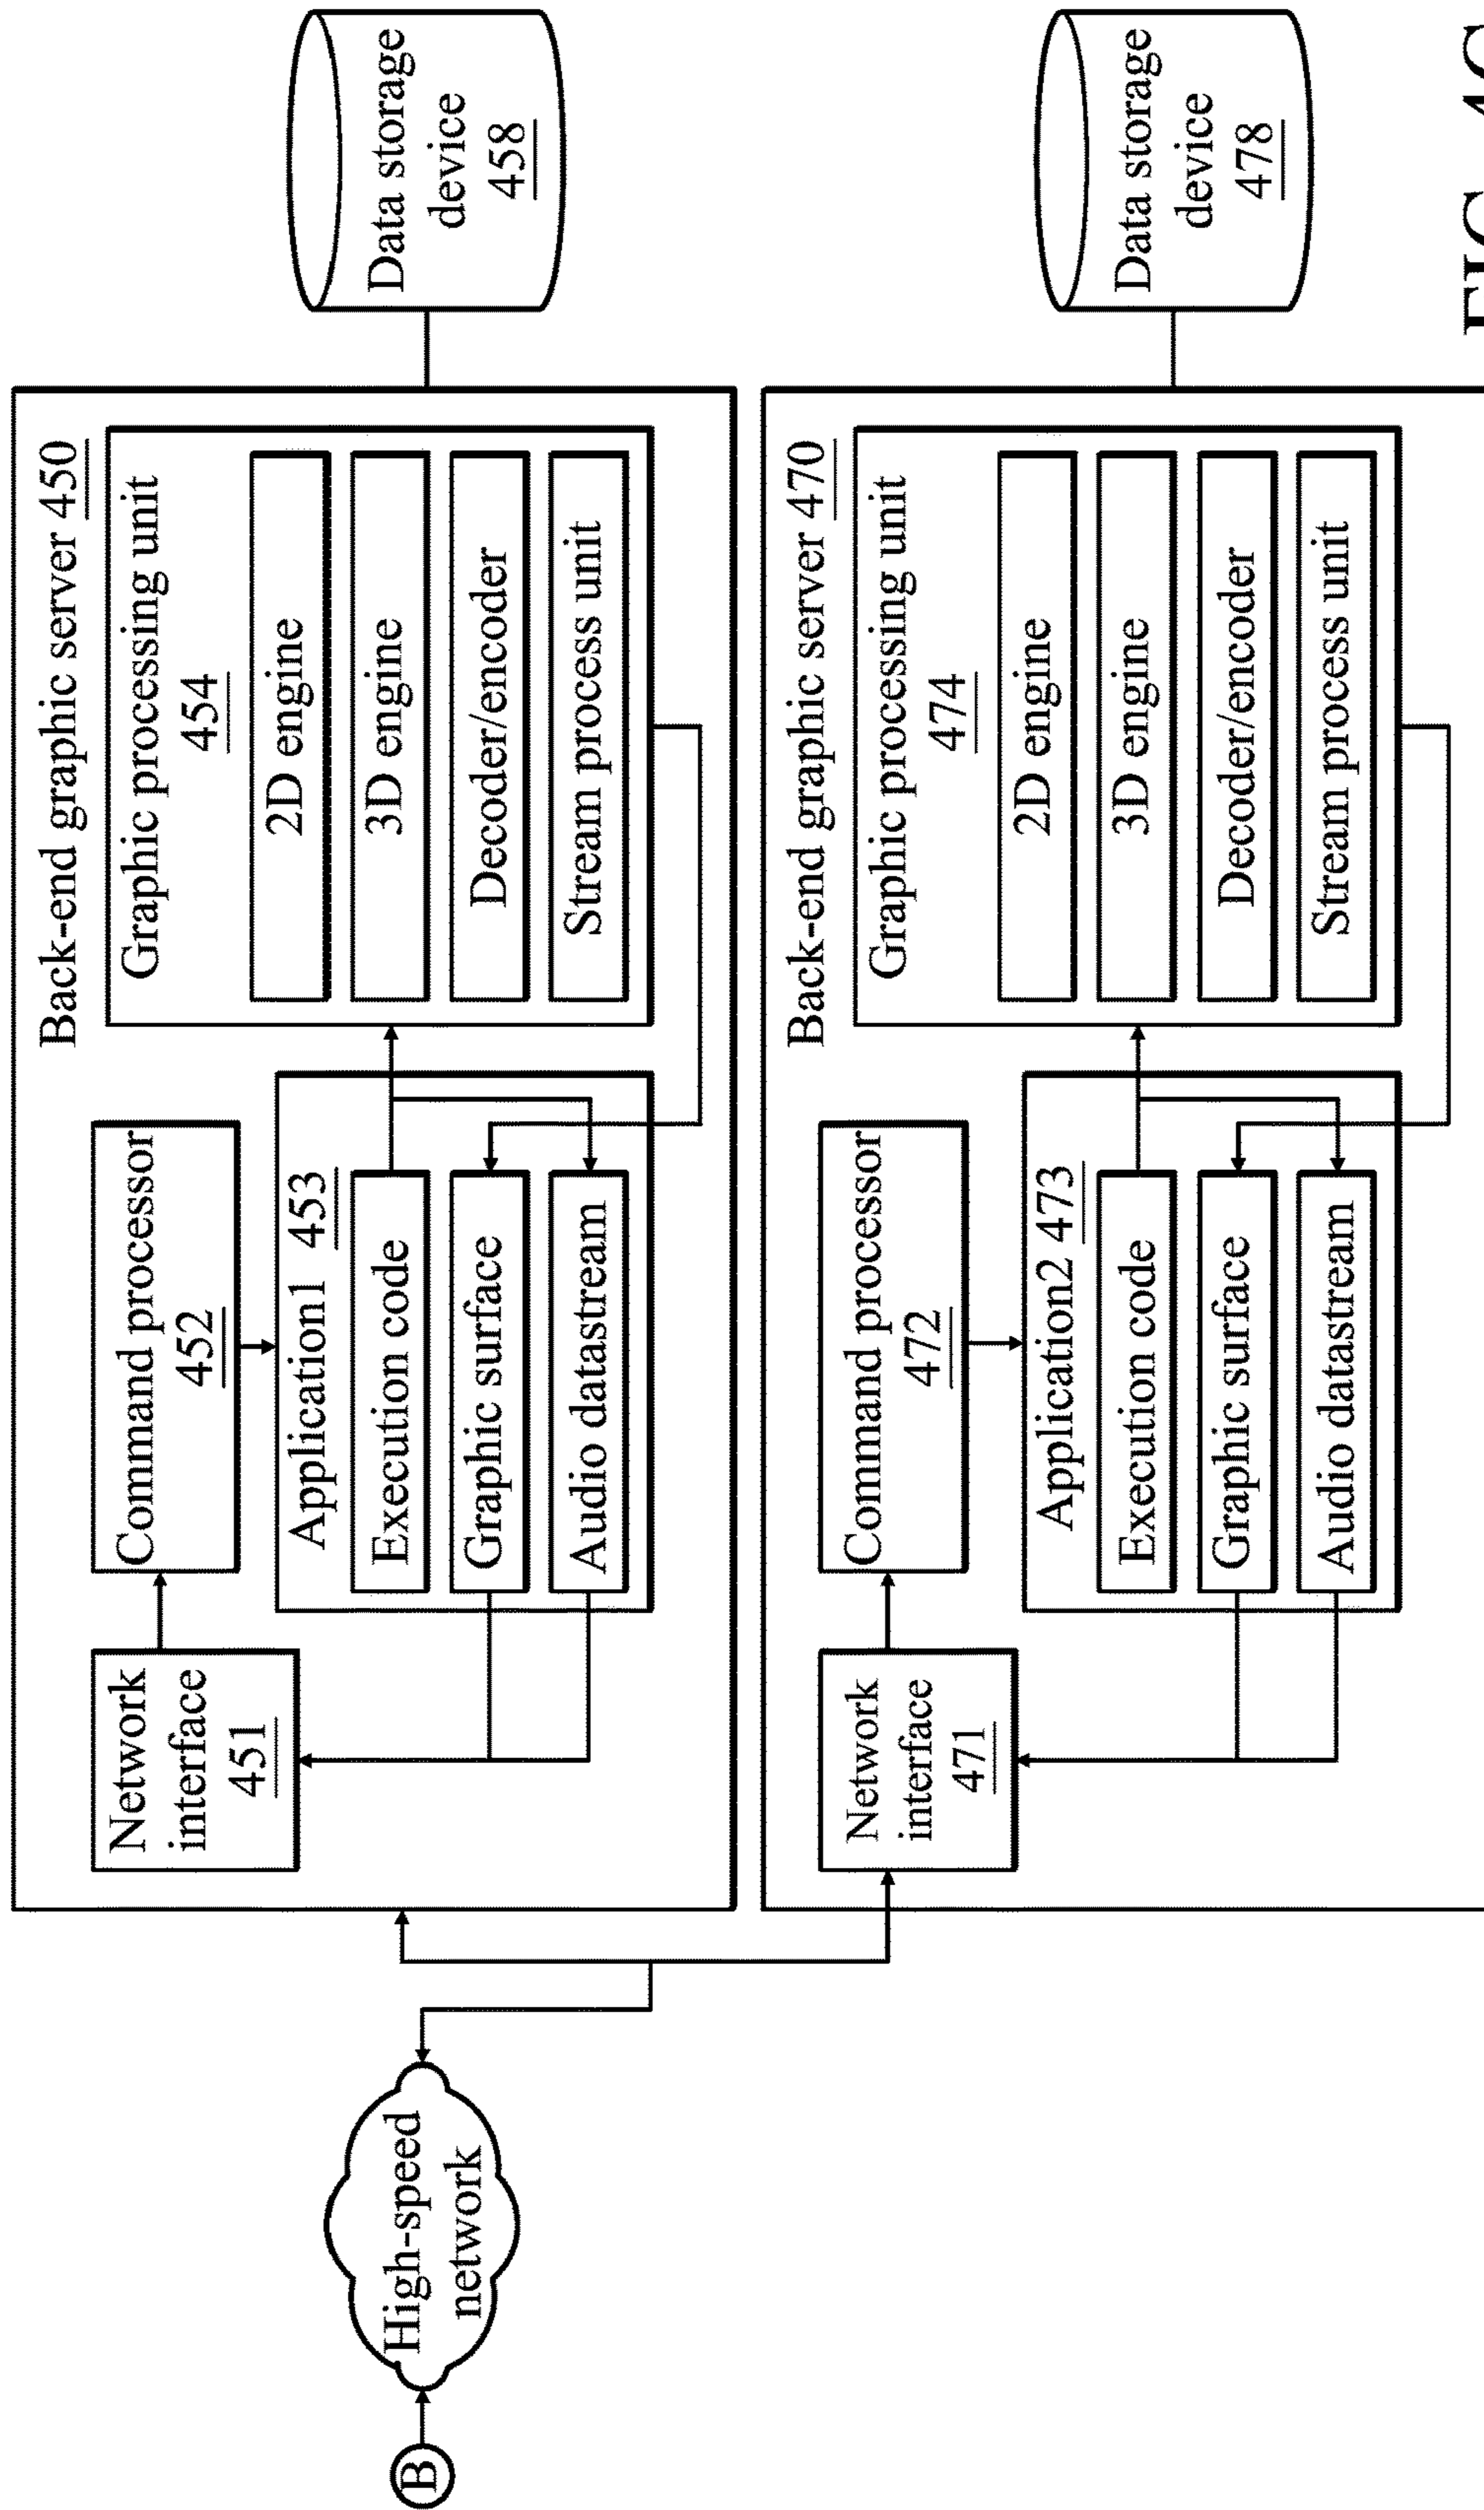 B
High-speed
network
Back-end graphic server 450
Network
interface
451
Command processor
452
Application1 453
Execution code
Graphic surface
Audio datastream
Graphic processing unit
454
2D engine
3D engine
Decoder/encoder
Stream process unit
Data storage
device
458
Back-end graphic server 470
Network
interface
471
Command processor
472
Application2 473
Execution code
Graphic surface
Audio datastream
Graphic processing unit
474
2D engine
3D engine
Decoder/encoder
Stream process unit
Data storage
device
478
FIG. 4C